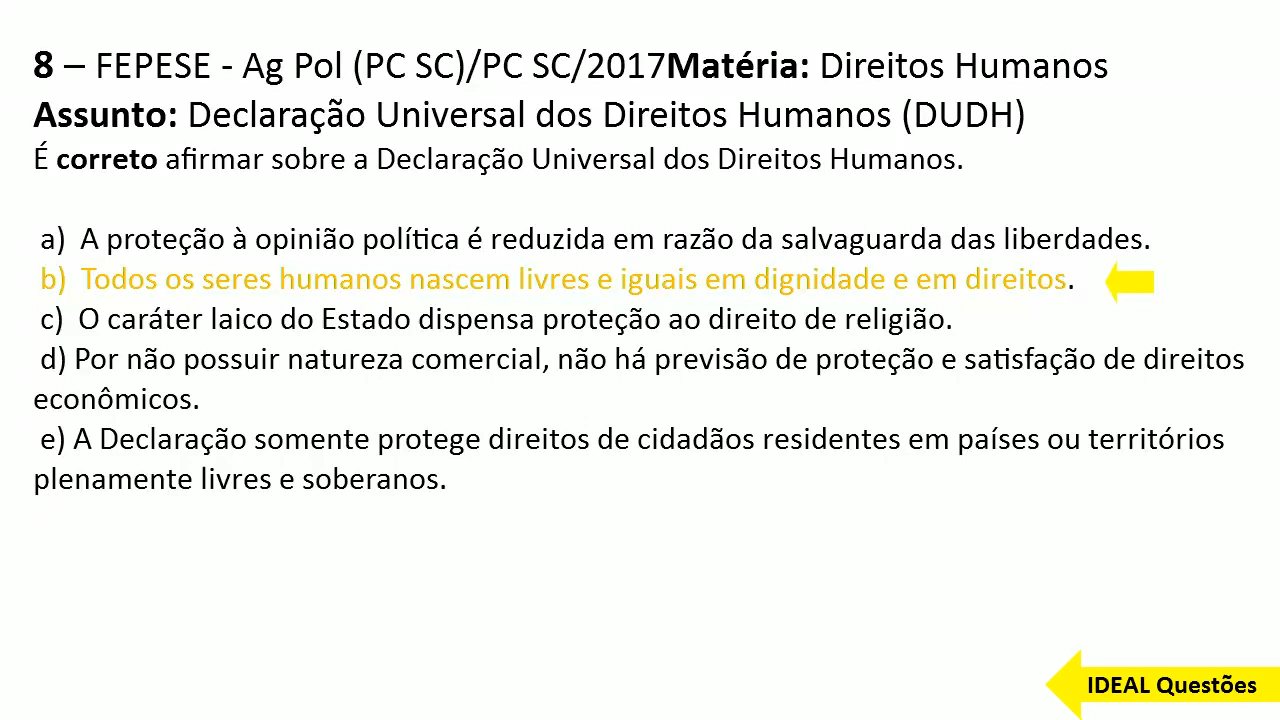 8 – FEPESE - Ag Pol (PC SC)/PC SC/2017Matéria: Direitos Humanos
Assunto: Declaração Universal dos Direitos Humanos (DUDH)
É correto afirmar sobre a Declaração Universal dos Direitos Humanos.
a) A proteção à opinião política é reduzida em razão da salvaguarda das liberdades.
b) Todos os seres humanos nascem livres e iguais em dignidade e em direitos.
c) O caráter laico do Estado dispensa proteção ao direito de religião.
d) Por não possuir natureza comercial, não há previsão de proteção e satisfação de direitos
econômicos.
e) A Declaração somente protege direitos de cidadãos residentes em países ou territórios
plenamente livres e soberanos.
IDEAL Questões